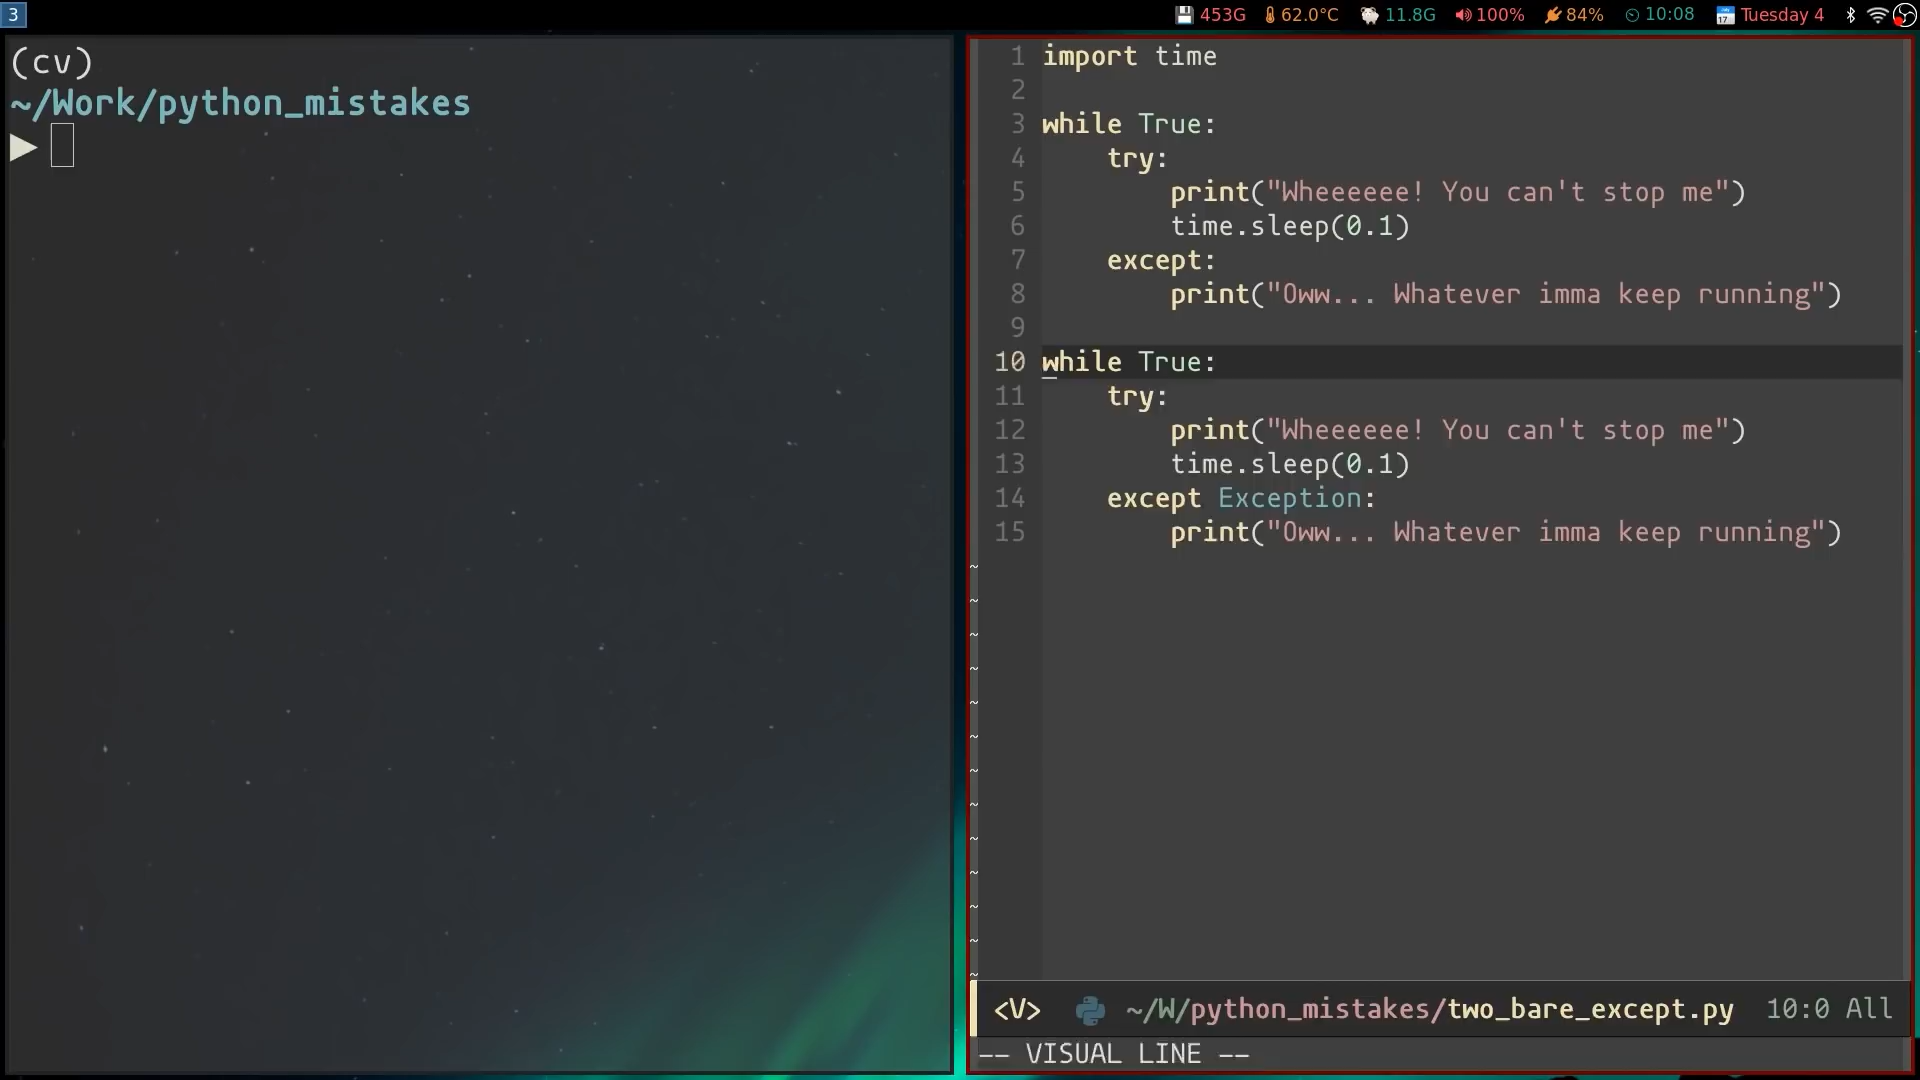 3
453G 62.0°C 11.8G 100% 84% 10:08 17 Tuesday 4
(cv)
~/Work/python_mistakes
1 import time
2
3 while True:
4 try:
5 print("Wheeeeee! You can't stop me")
6 time.sleep(0.1)
7 except:
8 print("Oww... Whatever imma keep running")
9
10 while True:
11 try:
12 print("Wheeeeee! You can't stop me")
13 time.sleep(0.1)
14 except Exception:
15 print("Oww... Whatever imma keep running")
~
~
~
~
~
~
~
~
~
~
~
~
~
<V> ~/W/python_mistakes/two_bare_except.py 10:0 All
-- VISUAL LINE --